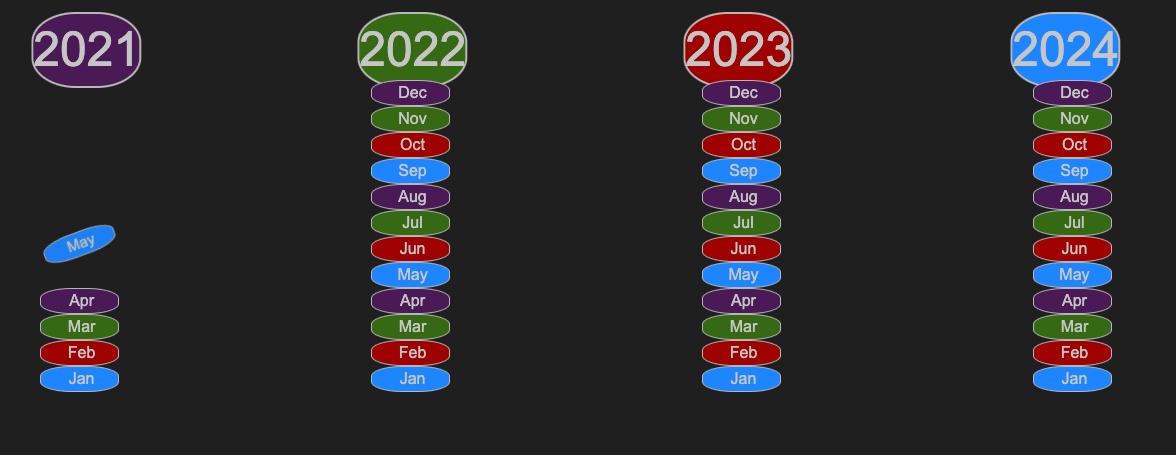 2021 2022 2023 2024
Dec Dec Dec
Nov Nov Nov
Oct Oct Oct
Sep Sep Sep
Aug Aug Aug
Jul Jul Jul
May Jun Jun Jun
May May May
Apr Apr Apr Apr
Mar Mar Mar Mar
Feb Feb Feb Feb
Jan Jan Jan Jan